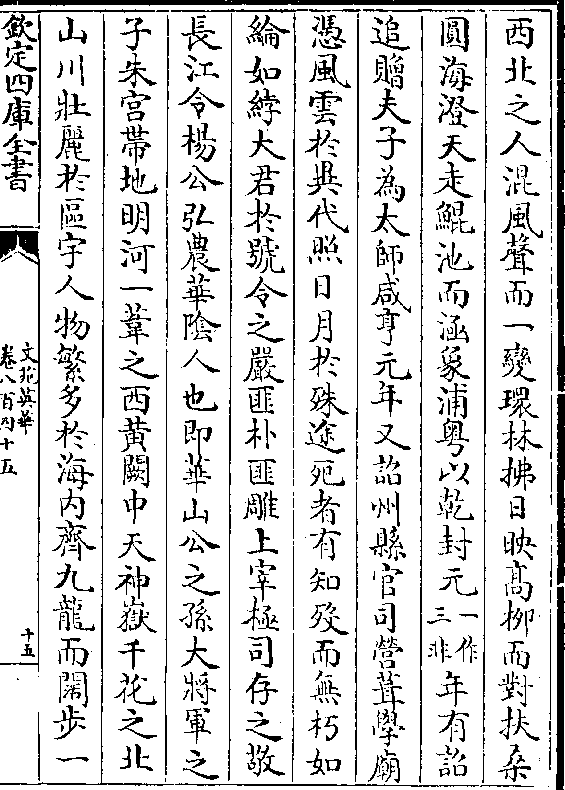 西北之人混風聲而一變環林拂日映髙柳而對扶桑
圓海澄天走鯤池而涵象浦粤以乾封元一作三非年有詔
追贈夫子為太師咸亨元年又詔州縣官司營葺學廟
憑風雲於異代照日月於殊途死者有知歿而無朽如
綸如綍大君於號令之嚴匪朴匪雕上宰極司存之敬
長江令楊公弘農華陰人也即華山公之孫大將軍之
子朱宫帶地明河一葦之西黄闕中天神嶽千花之北
山川壯麗於區宇人物繁多於海内齊九龍而闊步一
欽定四庫全書
文苑英華
卷八百四十五
十五